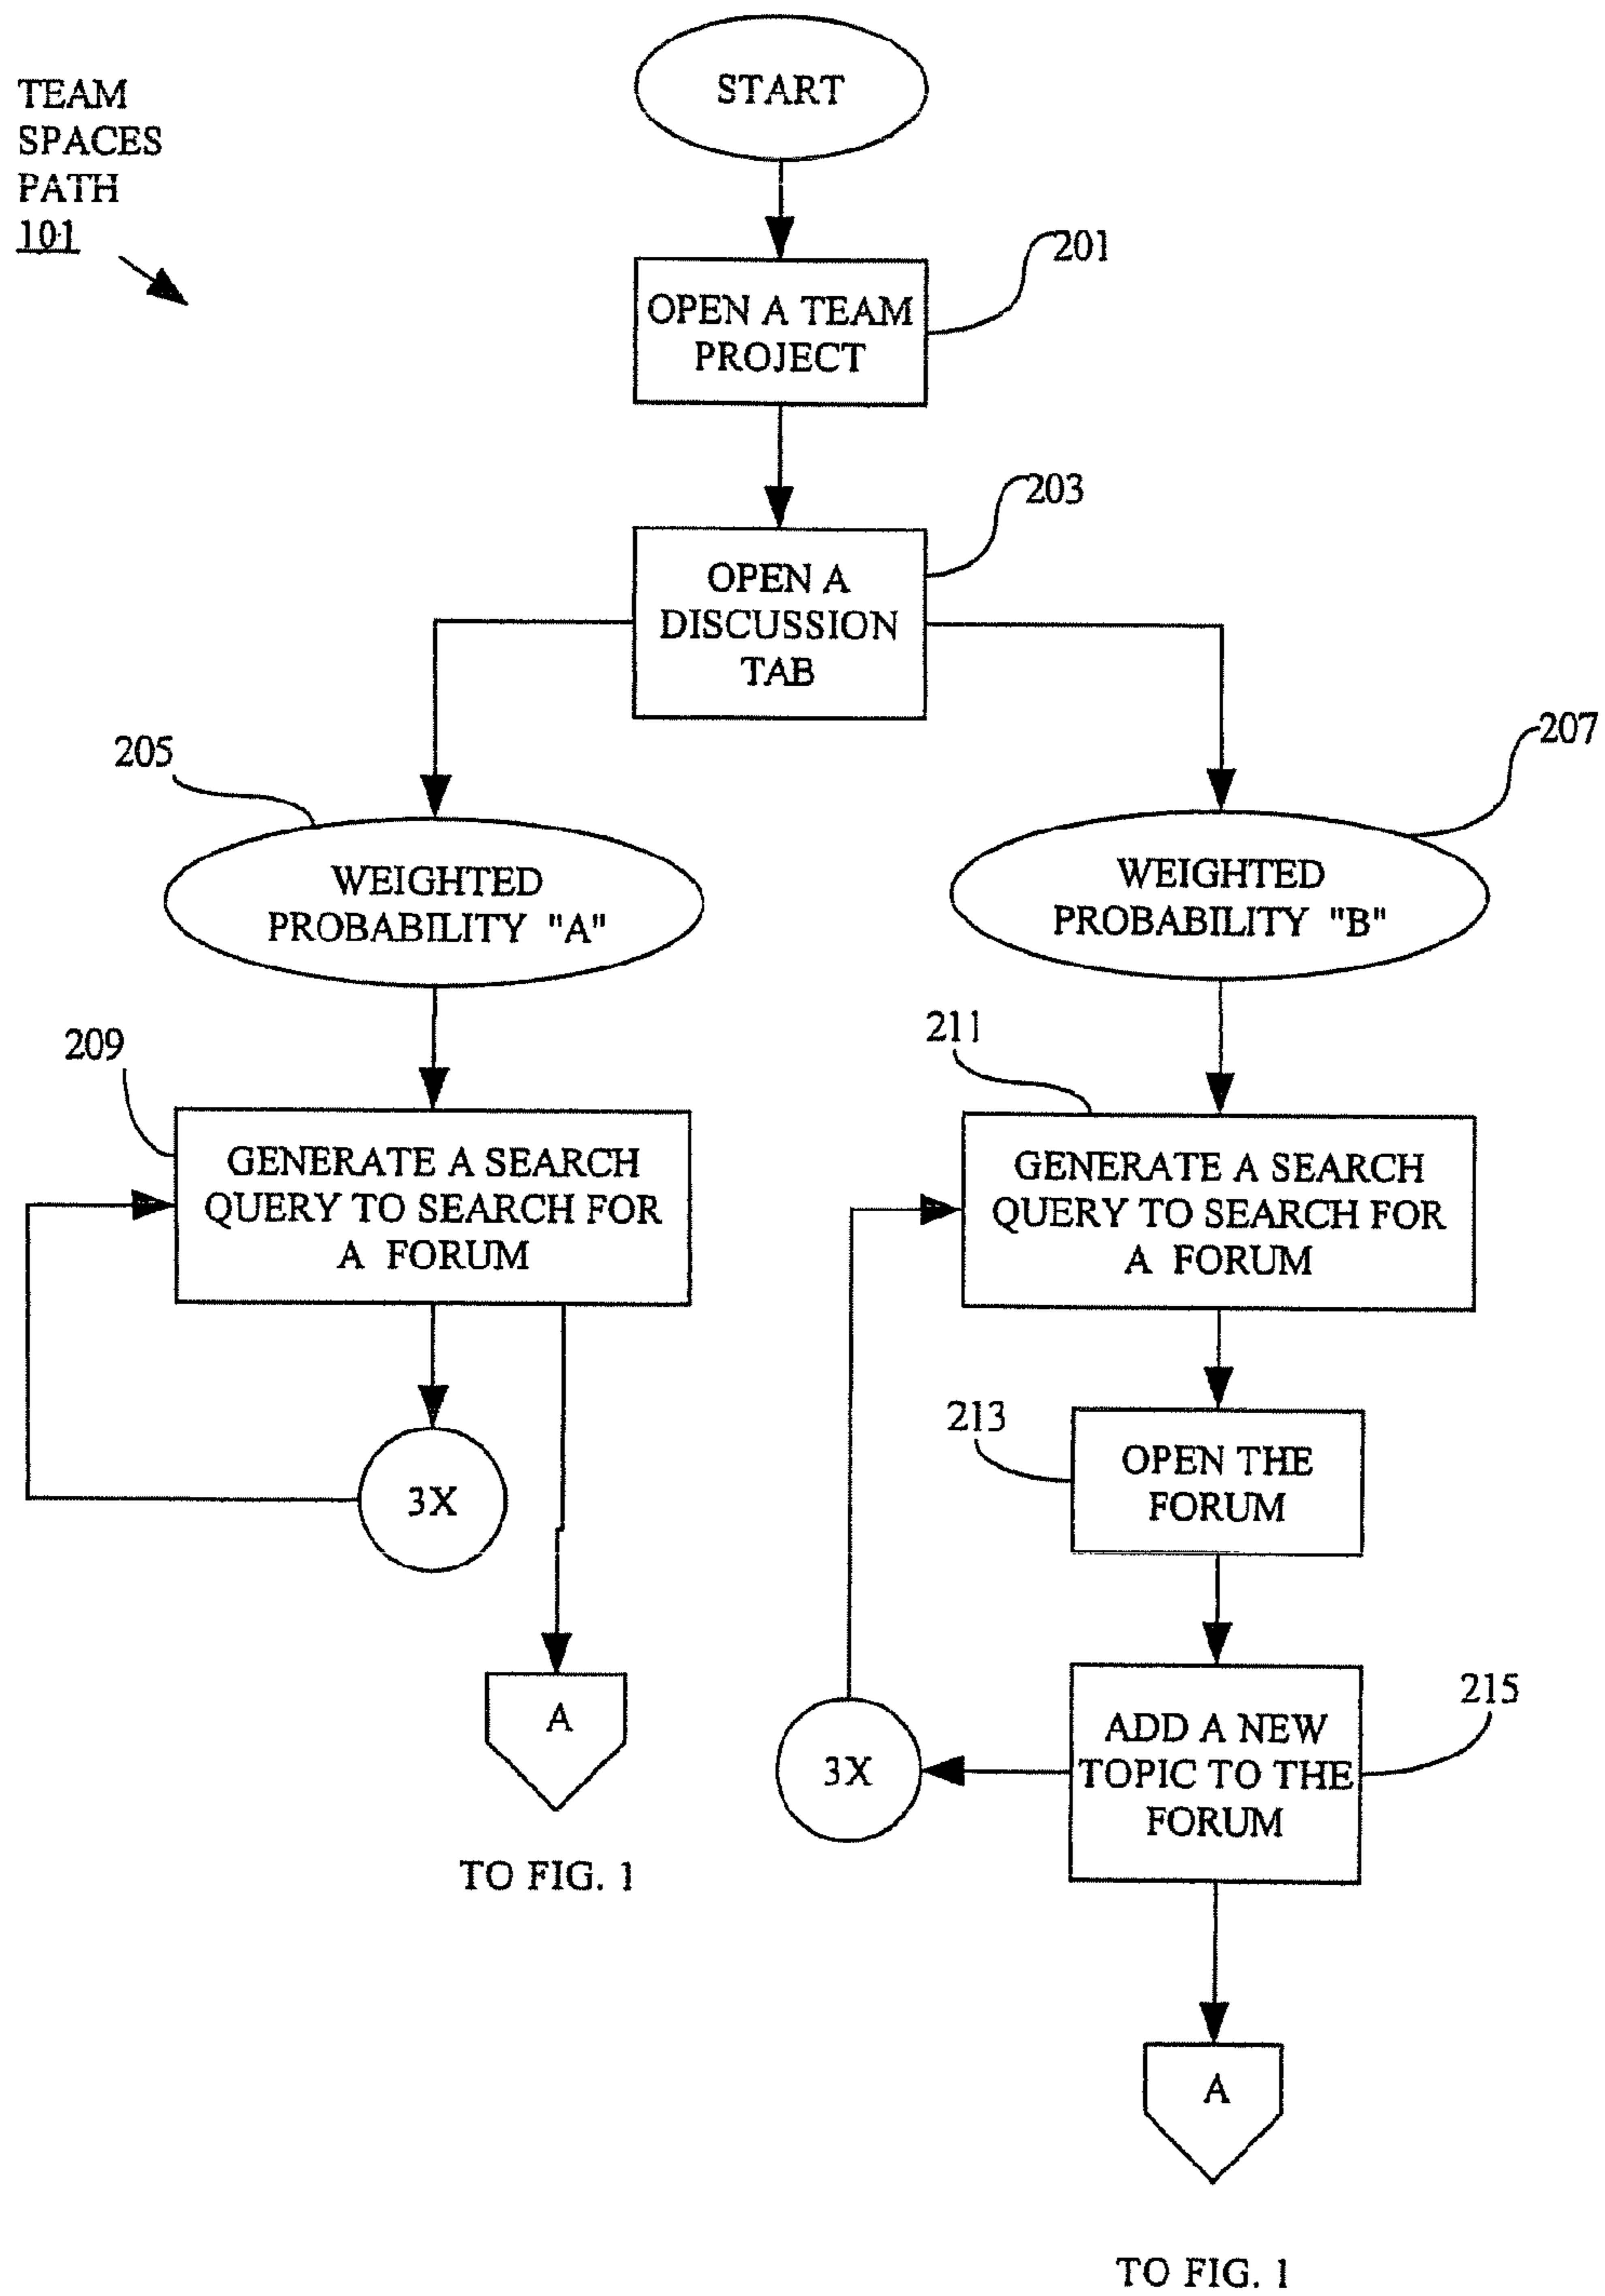 START
TEAM
SPACES
PATH
101
201
OPEN A TEAM
PROJECT
203
OPEN A
DISCUSSION
TAB
205
207
WEIGHTED
PROBABILITY "A"
WEIGHTED
PROBABILITY "B"
209
211
GENERATE A SEARCH
QUERY TO SEARCH FOR
A FORUM
GENERATE A SEARCH
QUERY TO SEARCH FOR
A FORUM
213
OPEN THE
FORUM
3X
215
A
ADD A NEW
TOPIC TO THE
FORUM
3X
TO FIG. 1
A
TO FIG. 1